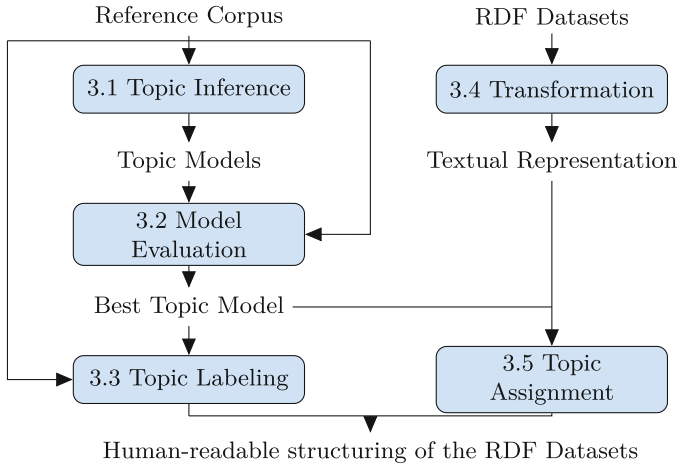 Reference Corpus
RDF Datasets
3.1 Topic Inference
3.4 Transformation
Topic Models
Textual Representation
3.2 Model
Evaluation
Best Topic Model
3.3 Topic Labeling
3.5 Topic
Assignment
Human-readable structuring of the RDF Datasets